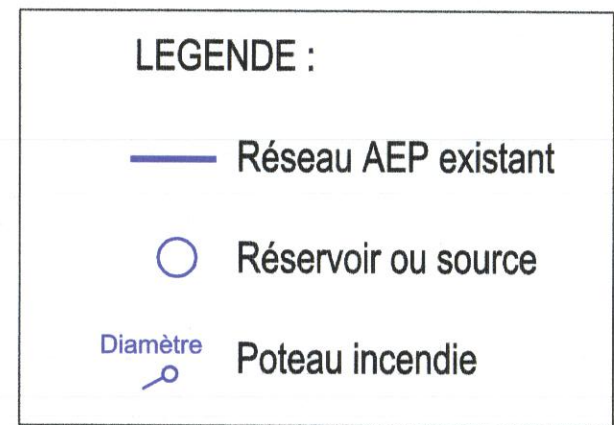 LEGENDE :
Réseau AEP existant
Réservoir ou source
Diamètre
Poteau incendie